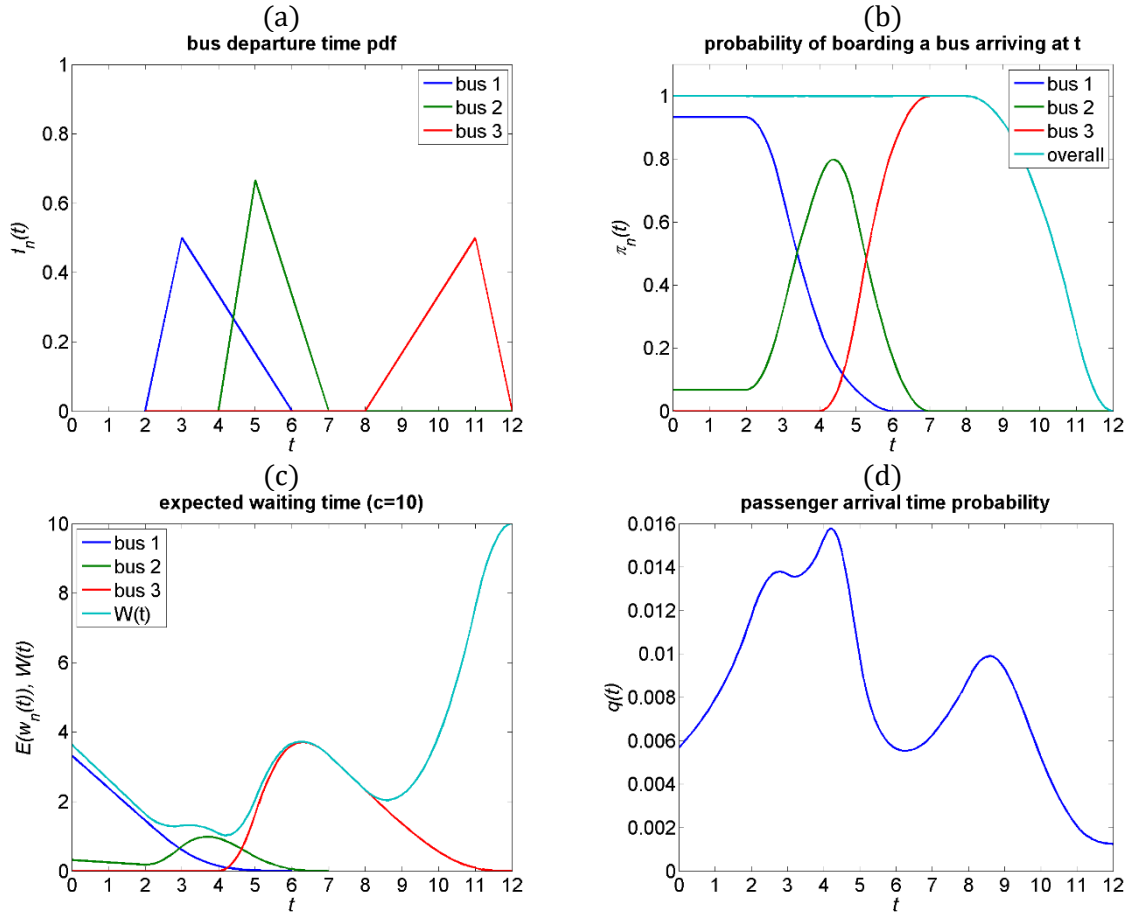 (a)
bus departure time pdf
f_n(t)
1
0.8
0.6
0.4
0.2
0
0 1 2 3 4 5 6 7 8 9 10 11 12
t
bus 1
bus 2
bus 3
(b)
probability of boarding a bus arriving at t
π_n(t)
1
0.8
0.6
0.4
0.2
0
0 1 2 3 4 5 6 7 8 9 10 11 12
t
bus 1
bus 2
bus 3
overall
(c)
expected waiting time (c=10)
E(w_n(t)), W(t)
10
8
6
4
2
0
0 1 2 3 4 5 6 7 8 9 10 11 12
t
bus 1
bus 2
bus 3
W(t)
(d)
passenger arrival time probability
q(t)
0.016
0.014
0.012
0.01
0.008
0.006
0.004
0.002
0
0 1 2 3 4 5 6 7 8 9 10 11 12
t